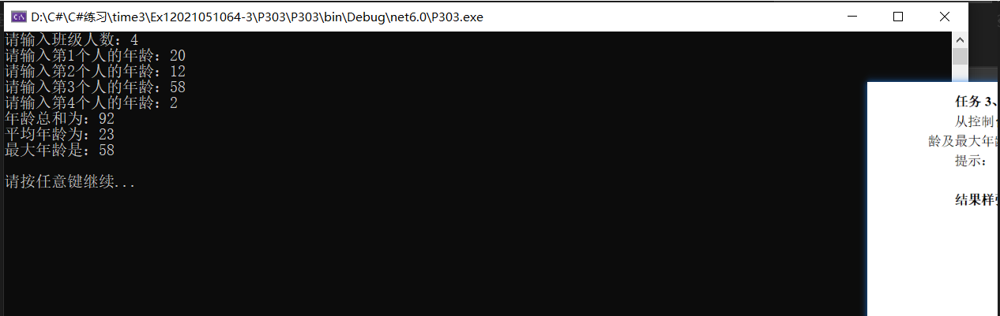 D:\C#\C#练习\time3\Ex12021051064-3\P303\P303\bin\Debug\net6.0\P303.exe
请输入班级人数：4
请输入第1个人的年龄：20
请输入第2个人的年龄：12
请输入第3个人的年龄：58
请输入第4个人的年龄：2
年龄总和为：92
平均年龄为：23
最大年龄是：58
请按任意键继续...
任务 3、
从控制
龄及最大年龄
提示：
结果样